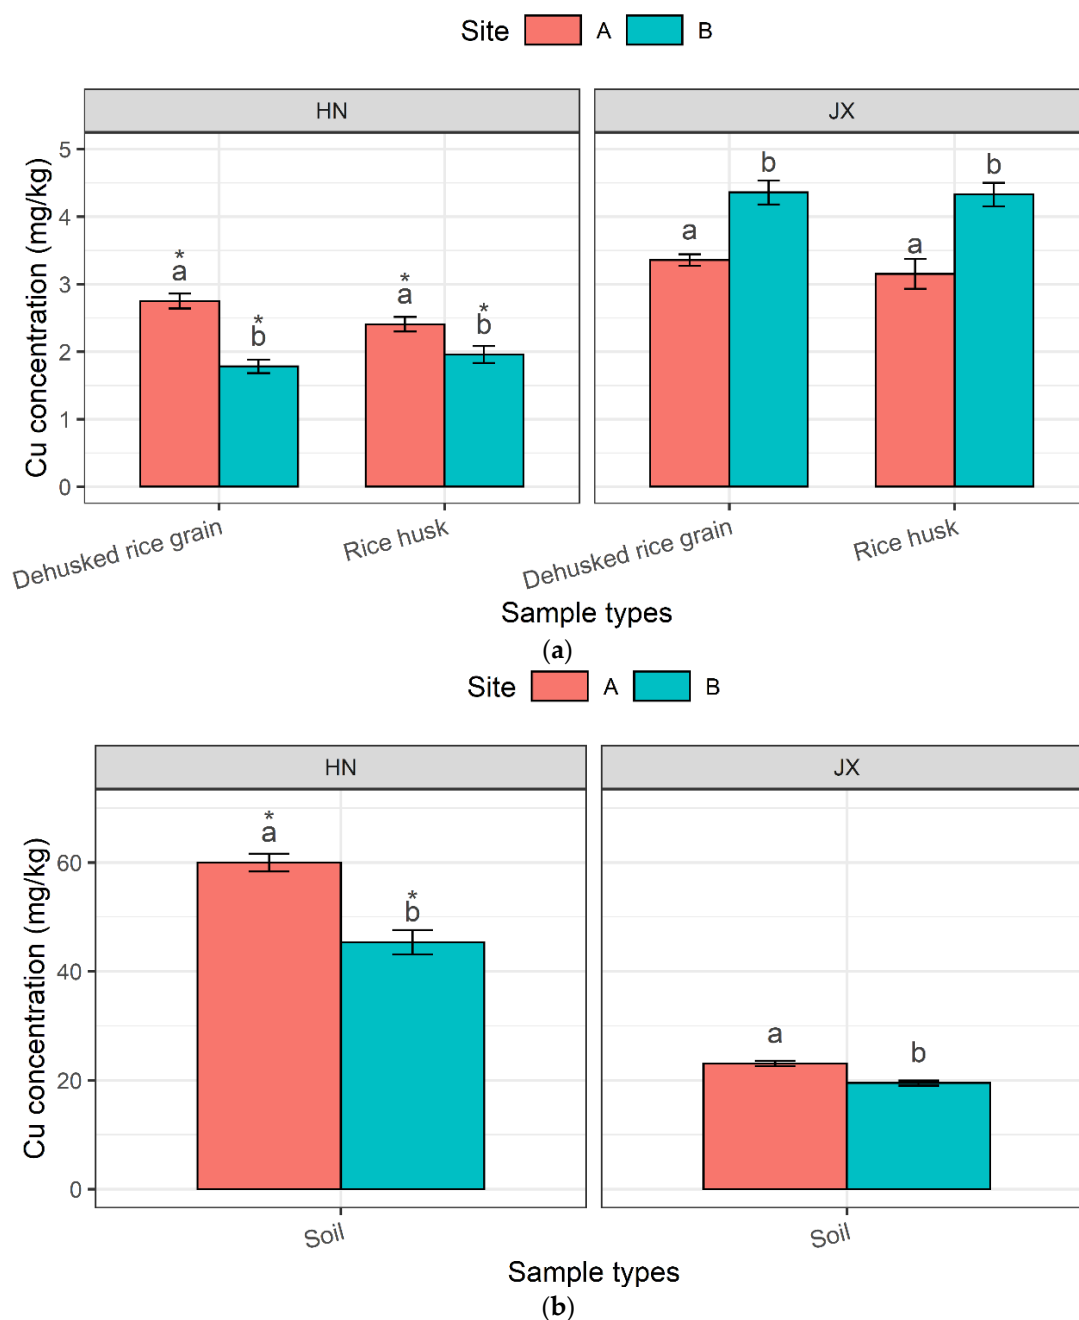 Site A B
HN JX
Cu concentration (mg/kg)
5
4
3
2
1
0
*
a
*
b
*
a
*
b
a
b
a
b
Dehusked rice grain Rice husk Dehusked rice grain Rice husk
Sample types
(a)
Site A B
HN JX
Cu concentration (mg/kg)
60
40
20
0
*
a
*
b
a
b
Soil Soil
Sample types
(b)